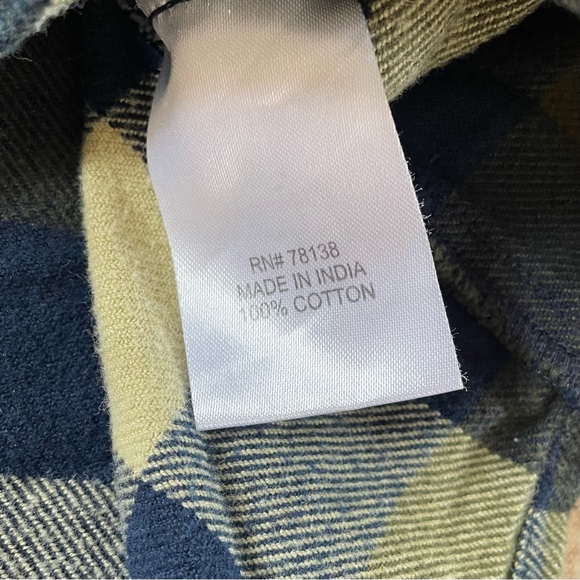 RN# 78138
MADE IN INDIA
100% COTTON